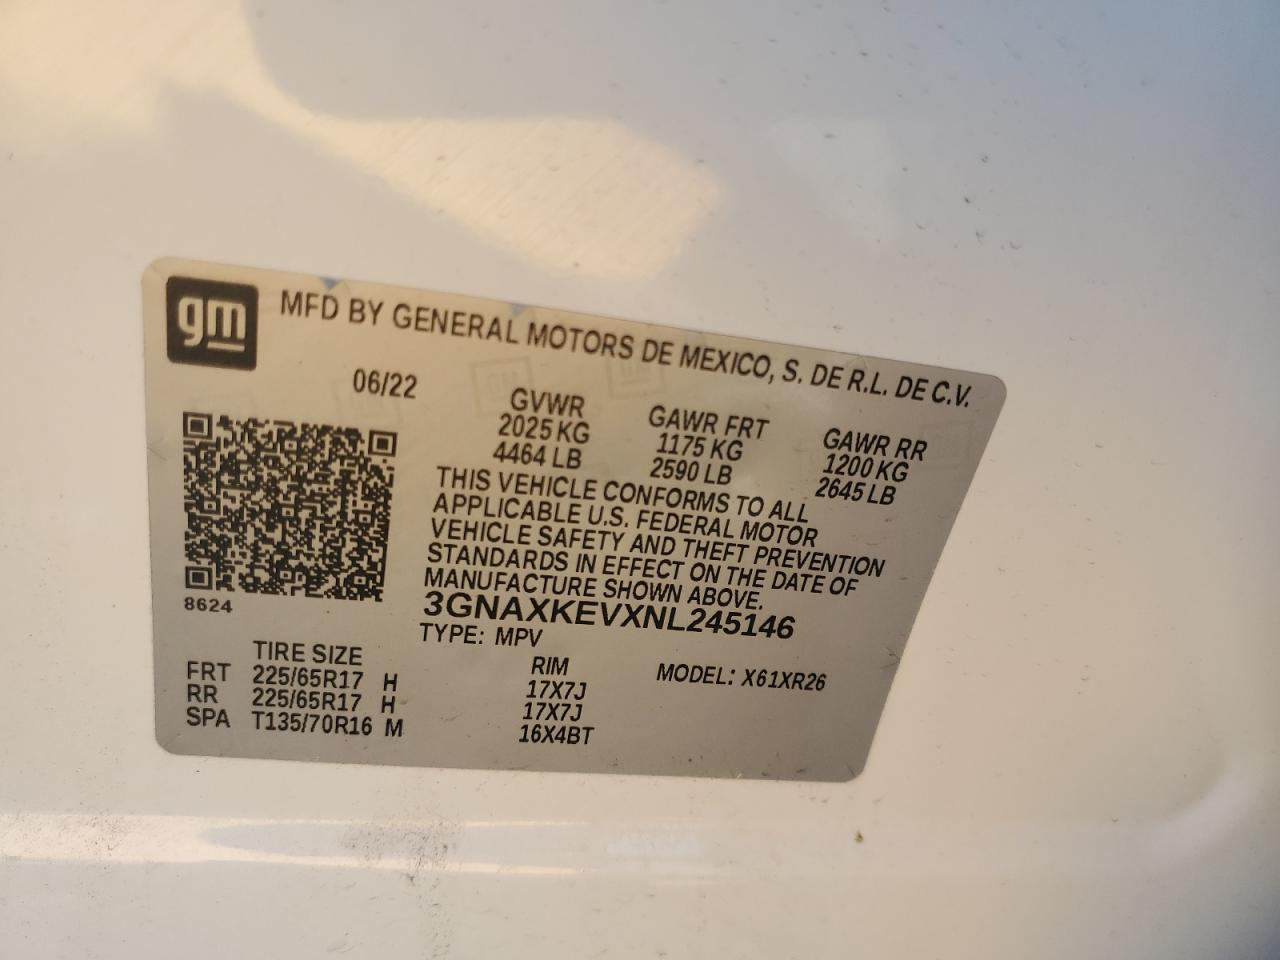 gm
MFD BY GENERAL MOTORS DE MEXICO, S. DE R.L. DE C.V.
06/22
GVWR
2025 KG
4464 LB
GAWR FRT
1175 KG
2590 LB
GAWR RR
1200 KG
2645 LB
THIS VEHICLE CONFORMS TO ALL
APPLICABLE U.S. FEDERAL MOTOR
VEHICLE SAFETY AND THEFT PREVENTION
STANDARDS IN EFFECT ON THE DATE OF
MANUFACTURE SHOWN ABOVE.
3GNAXKEVXNL245146
8624
TYPE: MPV
MODEL: X61XR26
TIRE SIZE RIM
FRT 225/65R17 H 17X7J
RR 225/65R17 H 17X7J
SPA T135/70R16 M 16X4BT